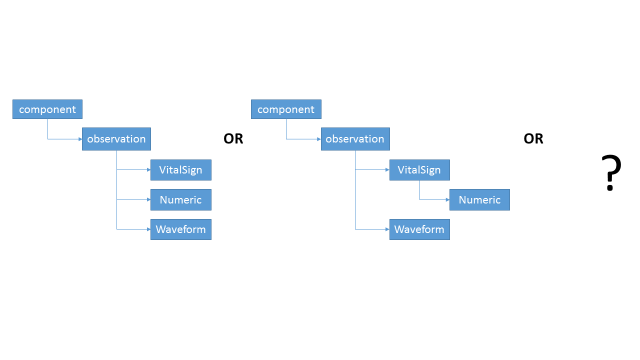 component
observation
VitalSign
Numeric
Waveform
OR
component
observation
VitalSign
Numeric
Waveform
OR
?